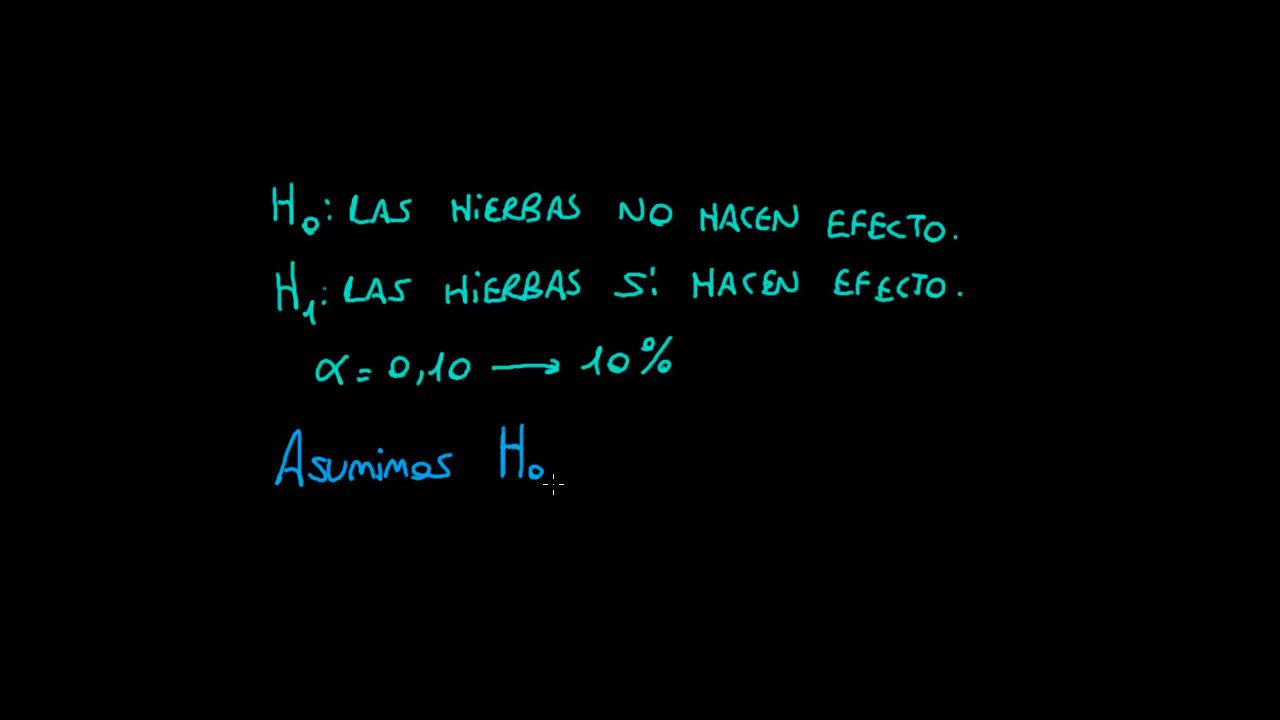 H₀: LAS HIERBAS NO HACEN EFECTO.
H₁: LAS HIERBAS SÍ HACEN EFECTO.
α = 0,10 → 10%
Asumimos H₀